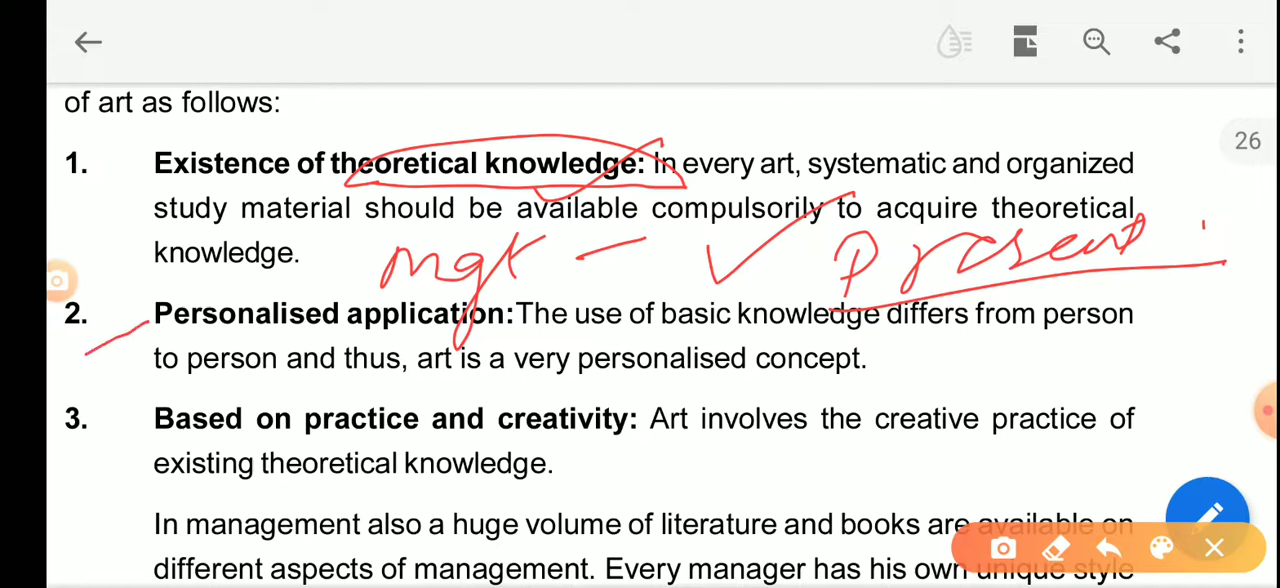 of art as follows:
26
1. Existence of theoretical knowledge: In every art, systematic and organized
study material should be available compulsorily to acquire theoretical
knowledge.
mgt - ✓ Present
2. Personalised application:The use of basic knowledge differs from person
to person and thus, art is a very personalised concept.
3. Based on practice and creativity: Art involves the creative practice of
existing theoretical knowledge.
In management also a huge volume of literature and books are available on
different aspects of management. Every manager has his own unique style